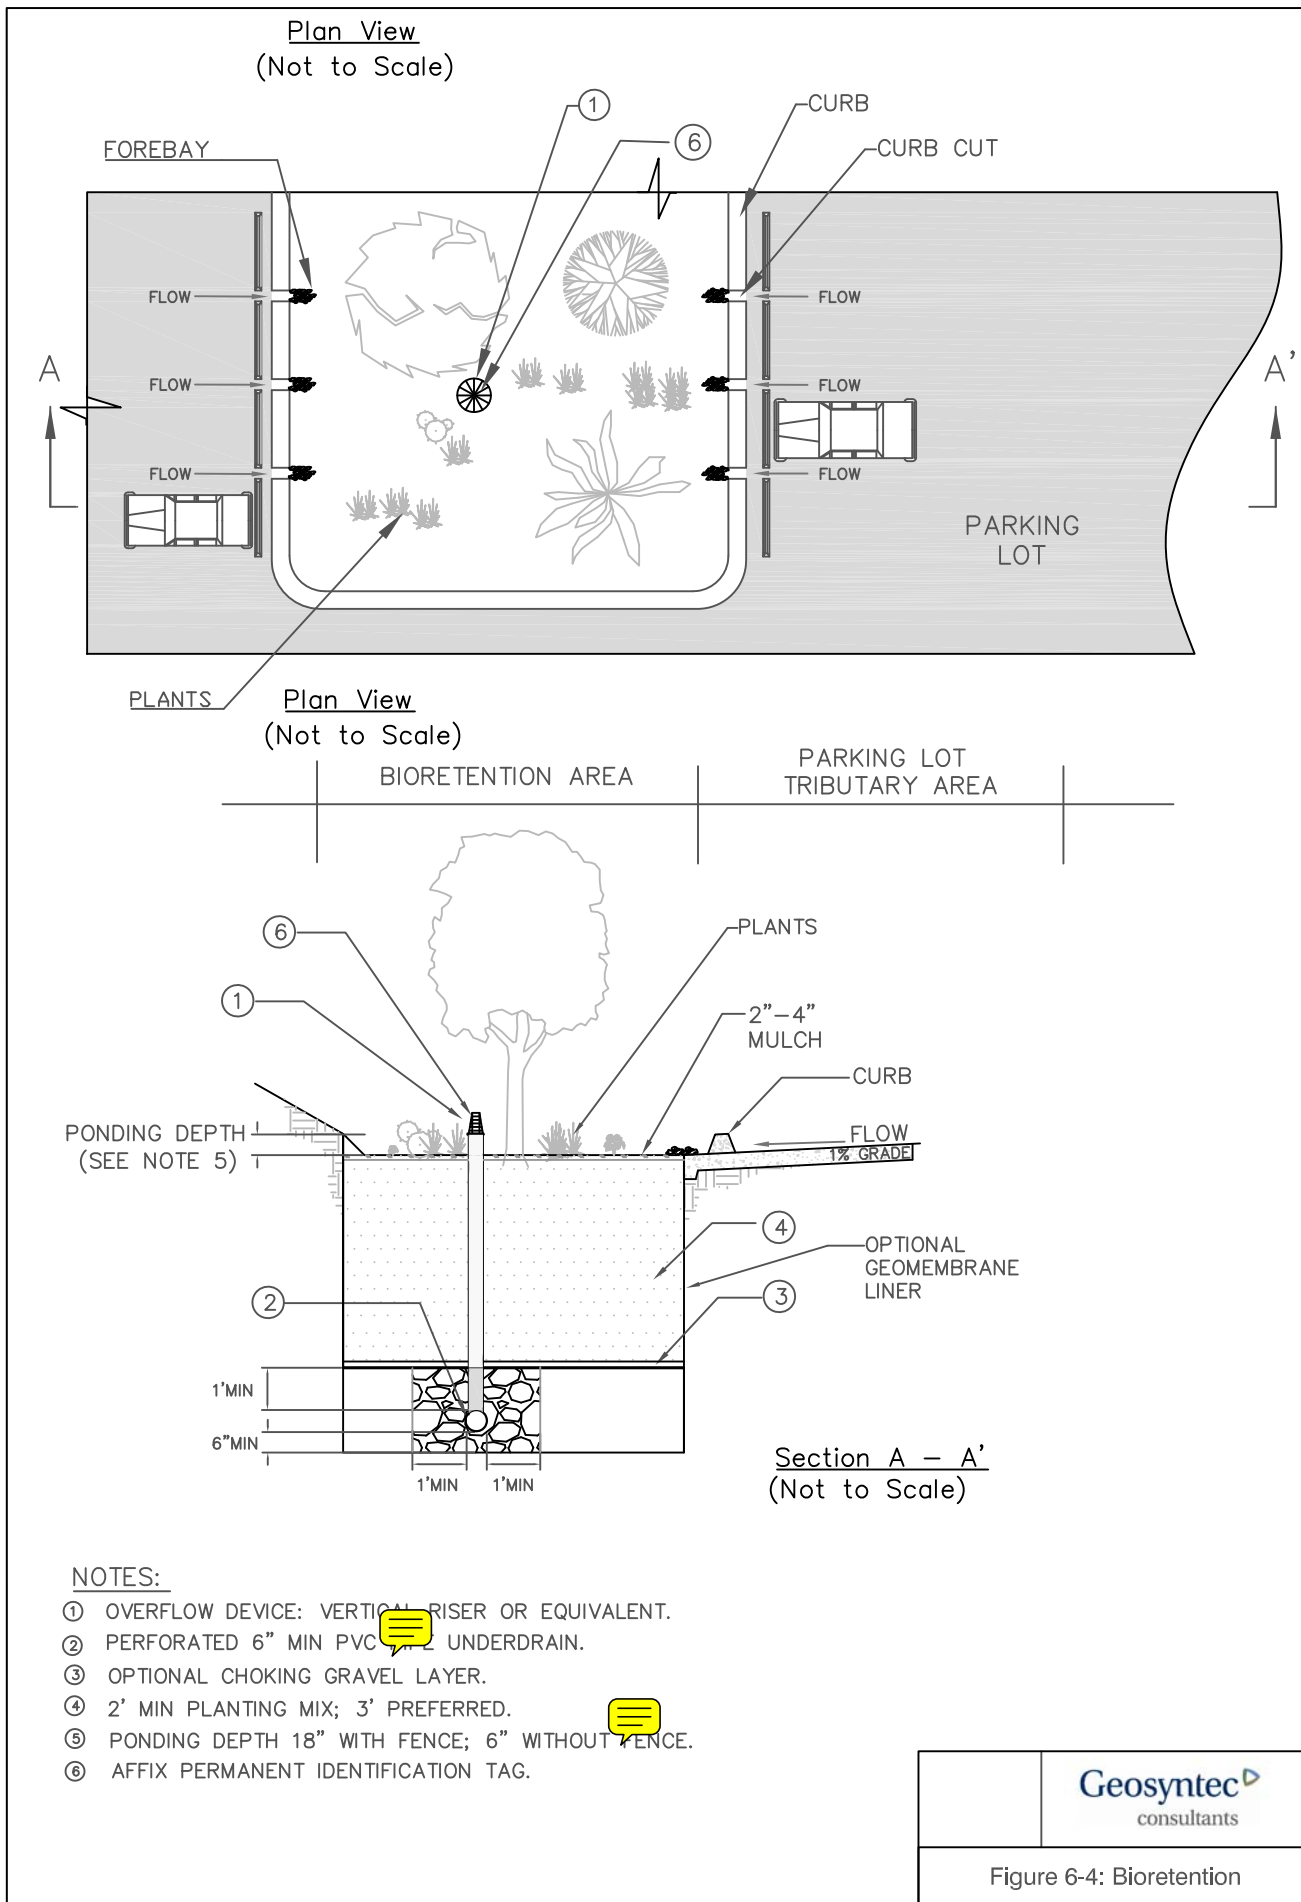 Plan View
(Not to Scale)
1
CURB
FOREBAY
6
CURB CUT
FLOW
FLOW
A
FLOW
FLOW
A'
FLOW
FLOW
PARKING
LOT
PLANTS
Plan View
(Not to Scale)
BIORETENTION AREA
PARKING LOT
TRIBUTARY AREA
6
PLANTS
1
2”–4”
MULCH
CURB
PONDING DEPTH
(SEE NOTE 5)
FLOW
1% GRADE
4
OPTIONAL
GEOMEMBRANE
LINER
2
3
1'MIN
6”MIN
1'MIN
1'MIN
Section A – A'
(Not to Scale)
NOTES:
1 OVERFLOW DEVICE: VERTICAL RISER OR EQUIVALENT.
2 PERFORATED 6” MIN PVC UNDERDRAIN.
3 OPTIONAL CHOKING GRAVEL LAYER.
4 2' MIN PLANTING MIX; 3' PREFERRED.
5 PONDING DEPTH 18” WITH FENCE; 6” WITHOUT FENCE.
6 AFFIX PERMANENT IDENTIFICATION TAG.
Geosyntec
consultants
Figure 6-4: Bioretention